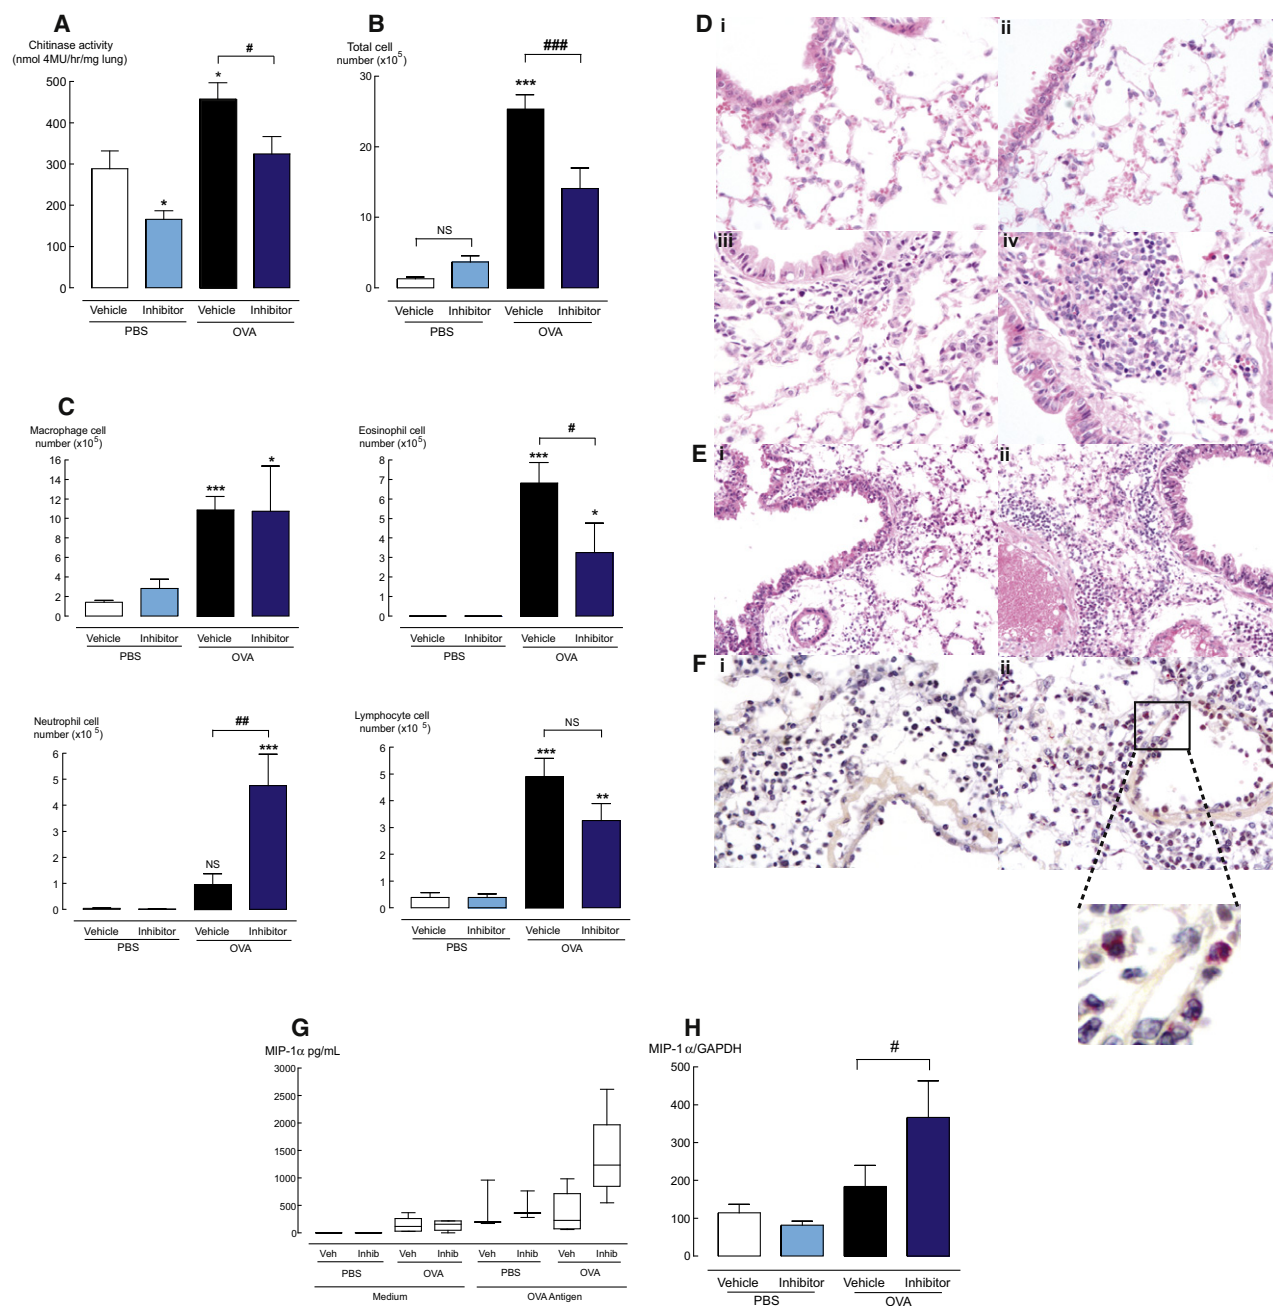 A
Chitinase activity
(nmol 4MU/hr/mg lung)
#
*
*
500
400
300
200
100
0
Vehicle Inhibitor Vehicle Inhibitor
PBS OVA
B
Total cell
number (x10⁵)
###
***
NS
30
20
10
0
Vehicle Inhibitor Vehicle Inhibitor
PBS OVA
C
Macrophage cell
number (x10⁵)
***
*
16
14
12
10
8
6
4
2
0
Vehicle Inhibitor Vehicle Inhibitor
PBS OVA
Eosinophil cell
number (x10⁵)
#
***
*
8
7
6
5
4
3
2
1
0
Vehicle Inhibitor Vehicle Inhibitor
PBS OVA
Neutrophil cell
number (x10⁵)
##
***
NS
6
5
4
3
2
1
0
Vehicle Inhibitor Vehicle Inhibitor
PBS OVA
Lymphocyte cell
number (x10⁵)
NS
***
**
6
5
4
3
2
1
0
Vehicle Inhibitor Vehicle Inhibitor
PBS OVA
D i ii
iii iv
E i ii
F i ii
G
MIP-1α pg/mL
3000
2500
2000
1500
1000
500
0
Veh Inhib Veh Inhib Veh Inhib Veh Inhib
PBS OVA PBS OVA
Medium OVA Antigen
H
MIP-1α/GAPDH
#
500
400
300
200
100
0
Vehicle Inhibitor Vehicle Inhibitor
PBS OVA